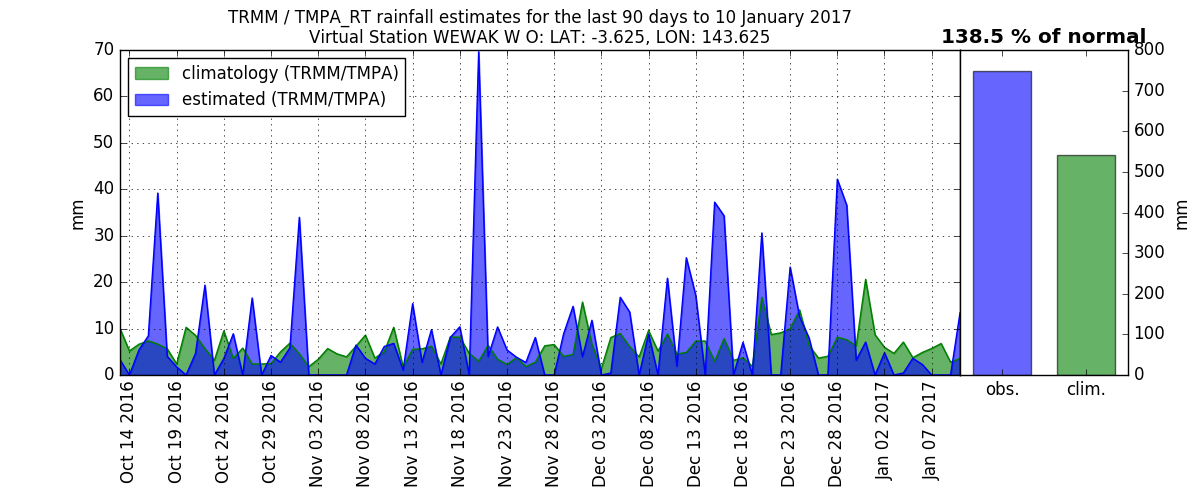 TRMM / TMPA_RT rainfall estimates for the last 90 days to 10 January 2017
Virtual Station WEWAK W O: LAT: -3.625, LON: 143.625
138.5 % of normal
climatology (TRMM/TMPA)
estimated (TRMM/TMPA)
mm
70
60
50
40
30
20
10
0
Oct 14 2016
Oct 19 2016
Oct 24 2016
Oct 29 2016
Nov 03 2016
Nov 08 2016
Nov 13 2016
Nov 18 2016
Nov 23 2016
Nov 28 2016
Dec 03 2016
Dec 08 2016
Dec 13 2016
Dec 18 2016
Dec 23 2016
Dec 28 2016
Jan 02 2017
Jan 07 2017
obs.
clim.
800
700
600
500
400
300
200
100
0
mm